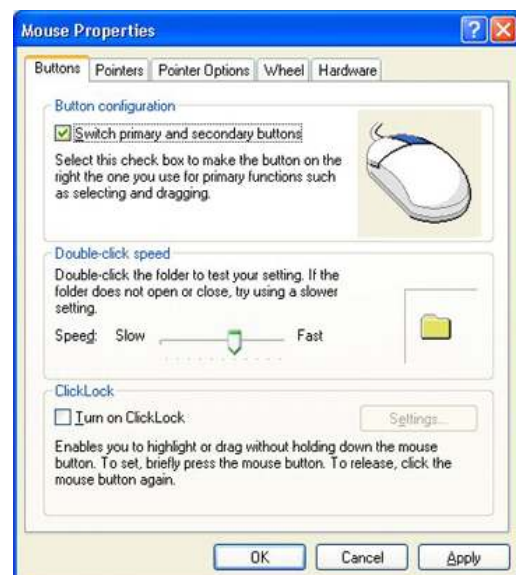 Mouse Properties
Buttons Pointers Pointer Options Wheel Hardware
Button configuration
Switch primary and secondary buttons
Select this check box to make the button on the
right the one you use for primary functions such
as selecting and dragging.
Double-click speed
Double-click the folder to test your setting. If the
folder does not open or close, try using a slower
setting.
Speed: Slow Fast
ClickLock
Turn on ClickLock Settings...
Enables you to highlight or drag without holding down the mouse
button. To set, briefly press the mouse button. To release, click the
mouse button again.
OK Cancel Apply